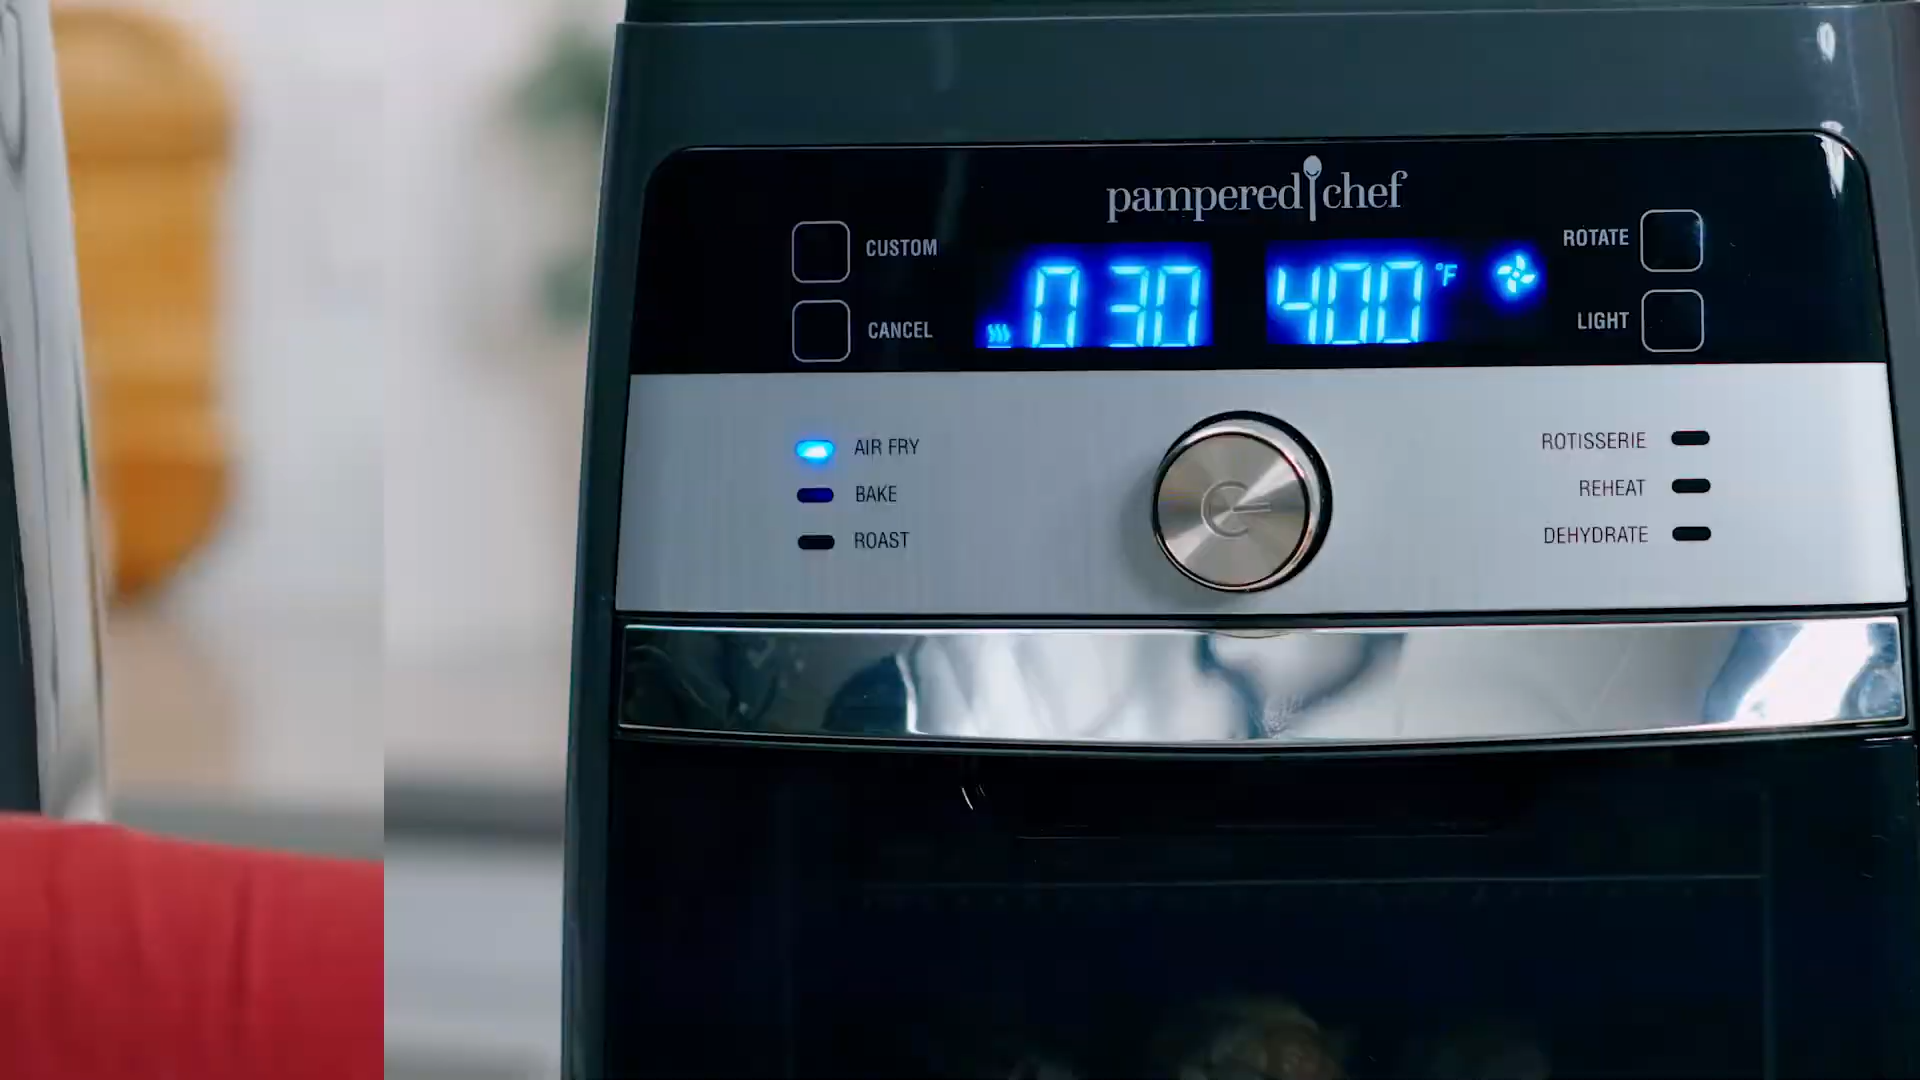 pampered chef
CUSTOM
CANCEL
0 30
400 °F
ROTATE
LIGHT
AIR FRY
BAKE
ROAST
ROTISSERIE
REHEAT
DEHYDRATE